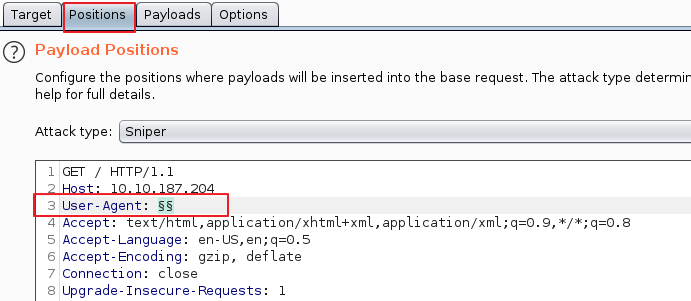 Target Positions Payloads Options
? Payload Positions
Configure the positions where payloads will be inserted into the base request. The attack type determin
help for full details.
Attack type: Sniper
1 GET / HTTP/1.1
2 Host: 10.10.187.204
3 User-Agent: §§
4 Accept: text/html,application/xhtml+xml,application/xml;q=0.9,*/*;q=0.8
5 Accept-Language: en-US,en;q=0.5
6 Accept-Encoding: gzip, deflate
7 Connection: close
8 Upgrade-Insecure-Requests: 1